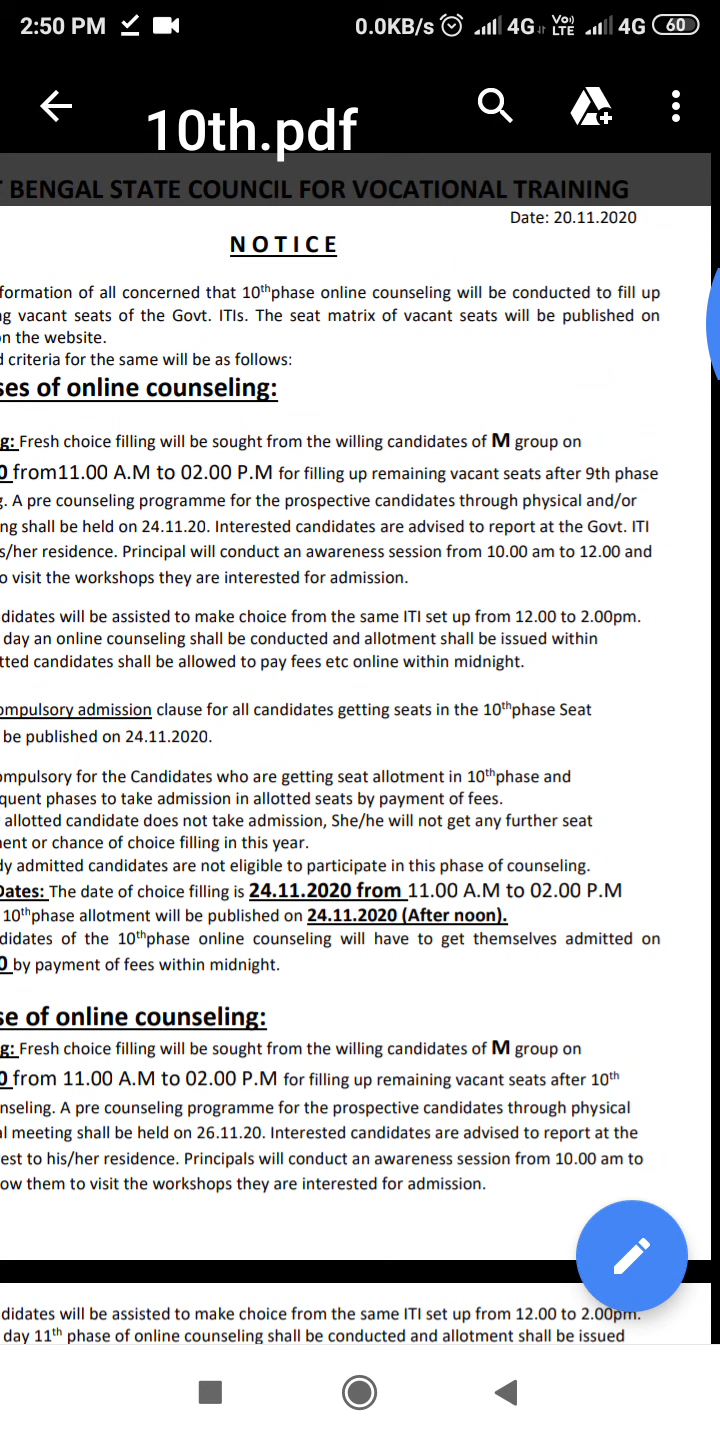 2:50 PM 0.0KB/s 4G Vo) LTE 4G 60
10th.pdf
BENGAL STATE COUNCIL FOR VOCATIONAL TRAINING
Date: 20.11.2020
NOTICE
formation of all concerned that 10thphase online counseling will be conducted to fill up
g vacant seats of the Govt. ITIs. The seat matrix of vacant seats will be published on
n the website.
d criteria for the same will be as follows:
ses of online counseling:
g: Fresh choice filling will be sought from the willing candidates of M group on
0 from11.00 A.M to 02.00 P.M for filling up remaining vacant seats after 9th phase
. A pre counseling programme for the prospective candidates through physical and/or
ng shall be held on 24.11.20. Interested candidates are advised to report at the Govt. ITI
s/her residence. Principal will conduct an awareness session from 10.00 am to 12.00 and
o visit the workshops they are interested for admission.
didates will be assisted to make choice from the same ITI set up from 12.00 to 2.00pm.
day an online counseling shall be conducted and allotment shall be issued within
tted candidates shall be allowed to pay fees etc online within midnight.
ompulsory admission clause for all candidates getting seats in the 10thphase Seat
be published on 24.11.2020.
ompulsory for the Candidates who are getting seat allotment in 10thphase and
quent phases to take admission in allotted seats by payment of fees.
allotted candidate does not take admission, She/he will not get any further seat
ent or chance of choice filling in this year.
dy admitted candidates are not eligible to participate in this phase of counseling.
Dates: The date of choice filling is 24.11.2020 from 11.00 A.M to 02.00 P.M
10thphase allotment will be published on 24.11.2020 (After noon).
didates of the 10thphase online counseling will have to get themselves admitted on
0 by payment of fees within midnight.
se of online counseling:
g: Fresh choice filling will be sought from the willing candidates of M group on
0 from 11.00 A.M to 02.00 P.M for filling up remaining vacant seats after 10th
nseling. A pre counseling programme for the prospective candidates through physical
al meeting shall be held on 26.11.20. Interested candidates are advised to report at the
est to his/her residence. Principals will conduct an awareness session from 10.00 am to
ow them to visit the workshops they are interested for admission.
didates will be assisted to make choice from the same ITI set up from 12.00 to 2.00pm.
day 11th phase of online counseling shall be conducted and allotment shall be issued